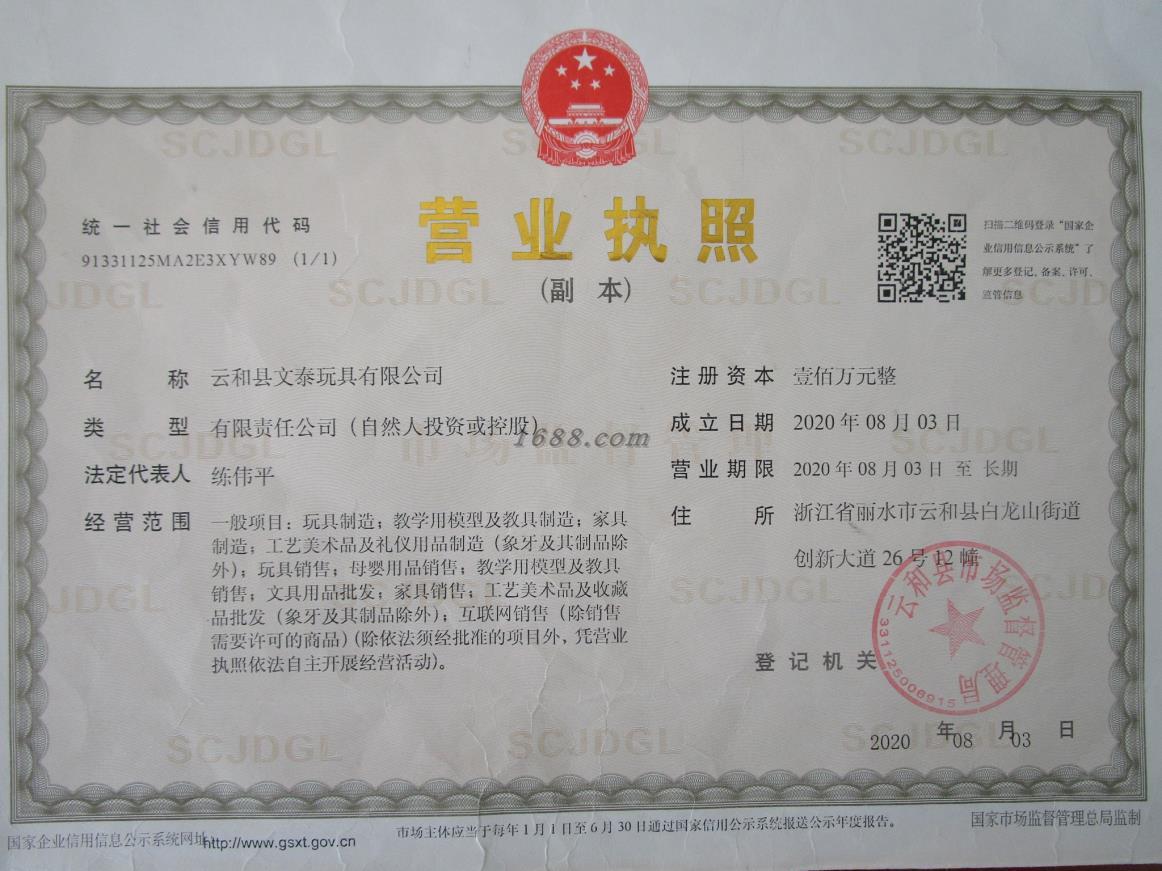 营业执照
(副 本)
统一社会信用代码
91331125MA2E3XYW89 (1/1)
扫描二维码登录“国家企
业信用信息公示系统”了
解更多登记、备案、许可、
监管信息
名 称 云和县文泰玩具有限公司
类 型 有限责任公司（自然人投资或控股）
法定代表人 练伟平
经营范围 一般项目：玩具制造；教学用模型及教具制造；家具
制造；工艺美术品及礼仪用品制造（象牙及其制品除
外）；玩具销售；母婴用品销售；教学用模型及教具
销售；文具用品批发；家具销售；工艺美术品及收藏
品批发（象牙及其制品除外）；互联网销售（除销售
需要许可的商品）(除依法须经批准的项目外，凭营业
执照依法自主开展经营活动)。
注册资本 壹佰万元整
成立日期 2020年08月03日
营业期限 2020年08月03日 至 长期
住 所 浙江省丽水市云和县白龙山街道
创新大道26号12幢
1688.com
登记机关
云和县市场监督管理局
331125006915
2020 年 08 月 03 日
国家企业信用信息公示系统网址:http://www.gsxt.gov.cn
市场主体应当于每年1月1日至6月30日通过国家信用公示系统报送公示年度报告。
国家市场监督管理总局监制
SCJDGL
市场监督管理